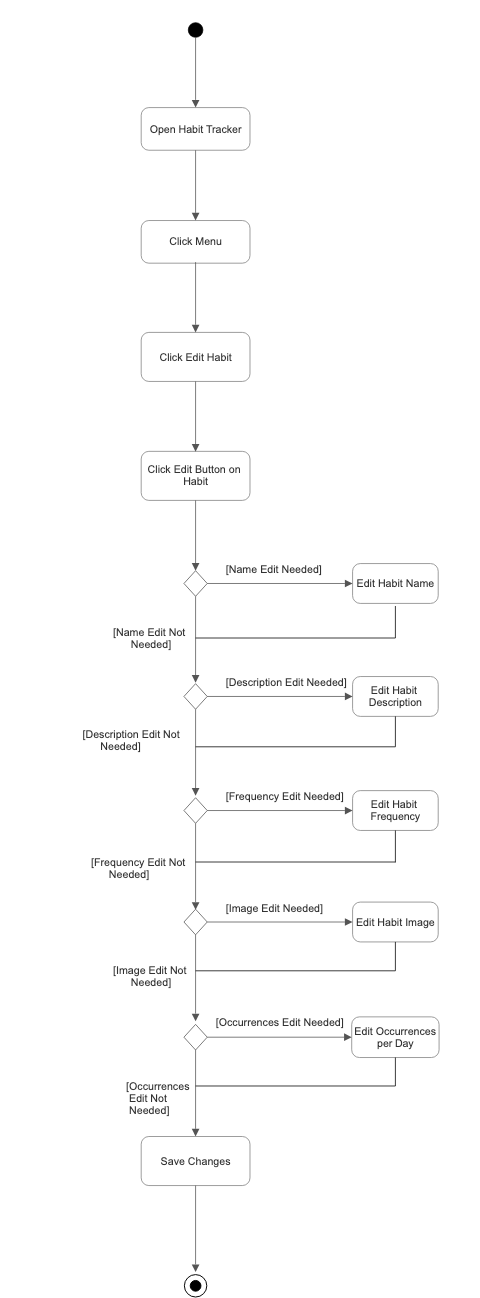 Open Habit Tracker
Click Menu
Click Edit Habit
Click Edit Button on
Habit
[Name Edit Needed]
Edit Habit Name
[Name Edit Not
Needed]
[Description Edit Needed]
Edit Habit
Description
[Description Edit Not
Needed]
[Frequency Edit Needed]
Edit Habit
Frequency
[Frequency Edit Not
Needed]
[Image Edit Needed]
Edit Habit Image
[Image Edit Not
Needed]
[Occurrences Edit Needed]
Edit Occurrences
per Day
[Occurrences
Edit Not
Needed]
Save Changes